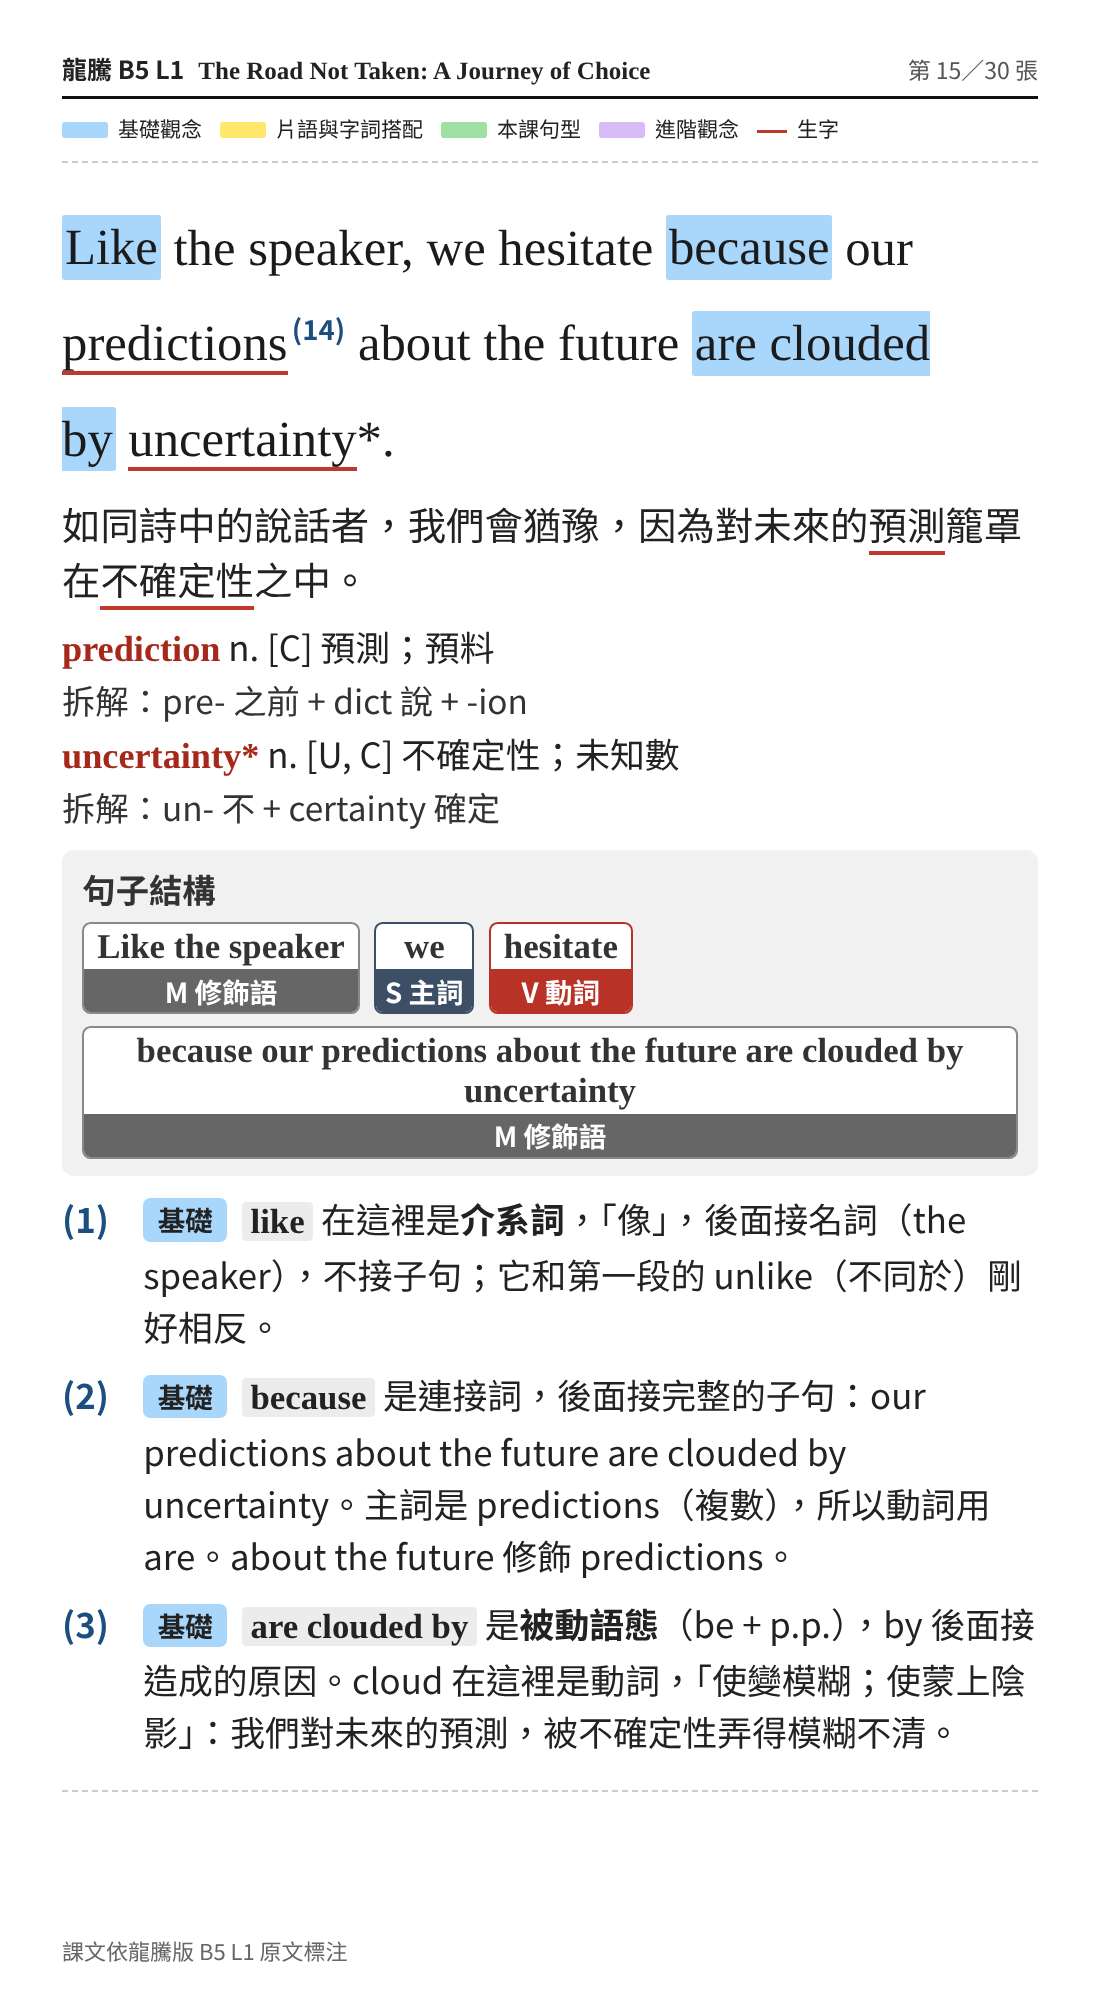 龍騰 B5 L1 The Road Not Taken: A Journey of Choice 第 15／30 張
基礎觀念 片語與字詞搭配 本課句型 進階觀念 生字
Like the speaker, we hesitate because our
predictions(14) about the future are clouded
by uncertainty*.
如同詩中的說話者，我們會猶豫，因為對未來的預測籠罩
在不確定性之中。
prediction n. [C] 預測；預料
拆解：pre- 之前 + dict 說 + -ion
uncertainty* n. [U, C] 不確定性；未知數
拆解：un- 不 + certainty 確定
句子結構
Like the speaker we hesitate
M 修飾語 S 主詞 V 動詞
because our predictions about the future are clouded by
uncertainty
M 修飾語
(1) 基礎 like 在這裡是介系詞，「像」，後面接名詞（the
speaker），不接子句；它和第一段的 unlike（不同於）剛
好相反。
(2) 基礎 because 是連接詞，後面接完整的子句：our
predictions about the future are clouded by
uncertainty。主詞是 predictions（複數），所以動詞用
are。about the future 修飾 predictions。
(3) 基礎 are clouded by 是被動語態（be + p.p.），by 後面接
造成的原因。cloud 在這裡是動詞，「使變模糊；使蒙上陰
影」：我們對未來的預測，被不確定性弄得模糊不清。
課文依龍騰版 B5 L1 原文標注